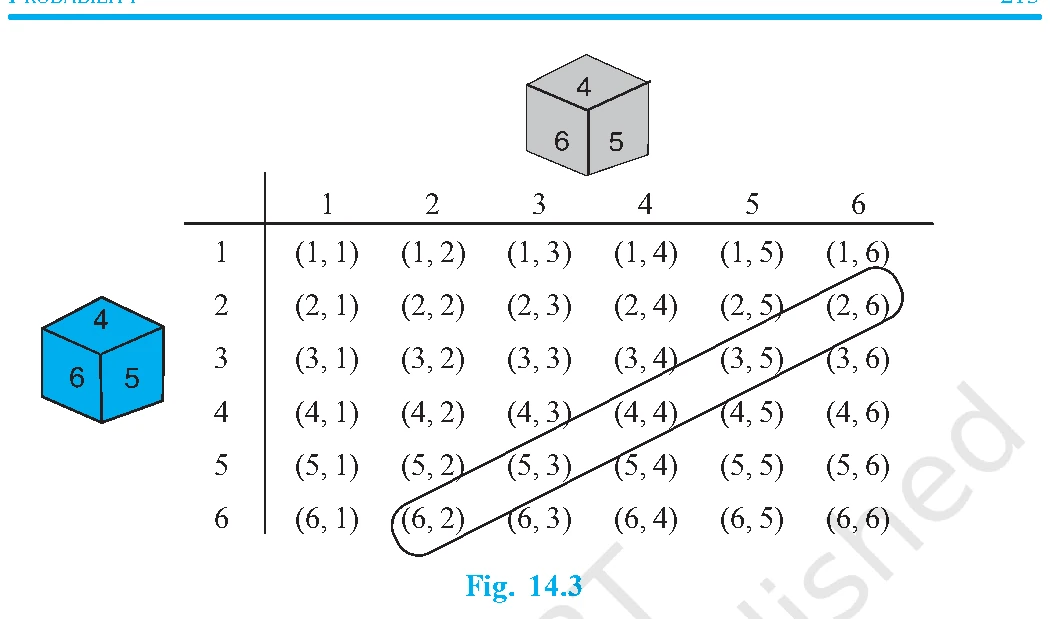 PROBABILITY 215
4
6 5
1 2 3 4 5 6
1 (1, 1) (1, 2) (1, 3) (1, 4) (1, 5) (1, 6)
2 (2, 1) (2, 2) (2, 3) (2, 4) (2, 5) (2, 6)
3 (3, 1) (3, 2) (3, 3) (3, 4) (3, 5) (3, 6)
4 (4, 1) (4, 2) (4, 3) (4, 4) (4, 5) (4, 6)
5 (5, 1) (5, 2) (5, 3) (5, 4) (5, 5) (5, 6)
6 (6, 1) (6, 2) (6, 3) (6, 4) (6, 5) (6, 6)
4
6 5
Fig. 14.3